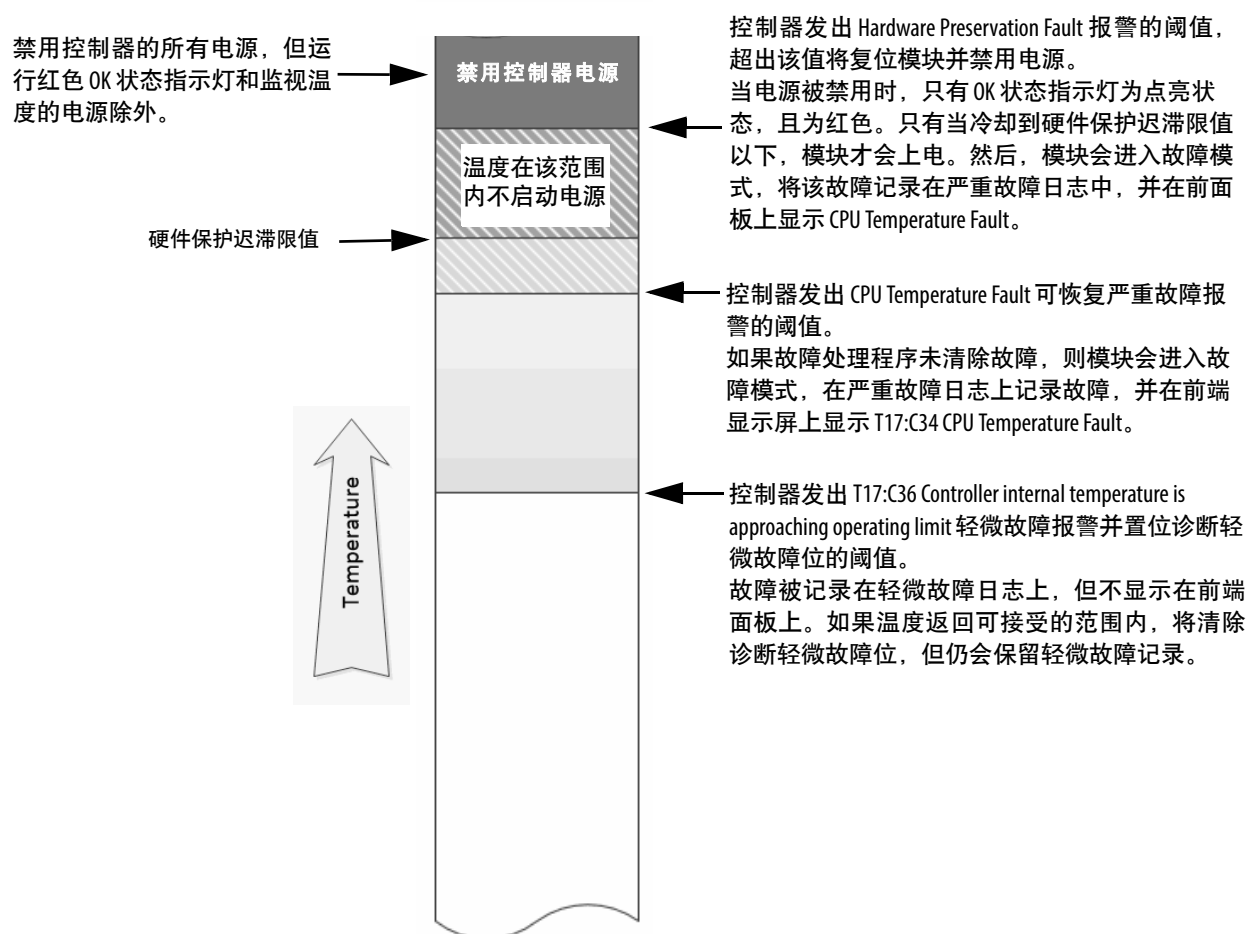 禁用控制器的所有电源，但运
行红色 OK 状态指示灯和监视温
度的电源除外。
禁用控制器电源
控制器发出 Hardware Preservation Fault 报警的阈值，
超出该值将复位模块并禁用电源。
当电源被禁用时，只有 OK 状态指示灯为点亮状
态，且为红色。只有当冷却到硬件保护迟滞限值
以下，模块才会上电。然后，模块会进入故障模
式，将该故障记录在严重故障日志中，并在前面
板上显示 CPU Temperature Fault。
温度在该范围
内不启动电源
硬件保护迟滞限值
控制器发出 CPU Temperature Fault 可恢复严重故障报
警的阈值。
如果故障处理程序未清除故障，则模块会进入故
障模式，在严重故障日志上记录故障，并在前端
显示屏上显示 T17:C34 CPU Temperature Fault。
Temperature
控制器发出 T17:C36 Controller internal temperature is
approaching operating limit 轻微故障报警并置位诊断轻
微故障位的阈值。
故障被记录在轻微故障日志上，但不显示在前端
面板上。如果温度返回可接受的范围内，将清除
诊断轻微故障位，但仍会保留轻微故障记录。